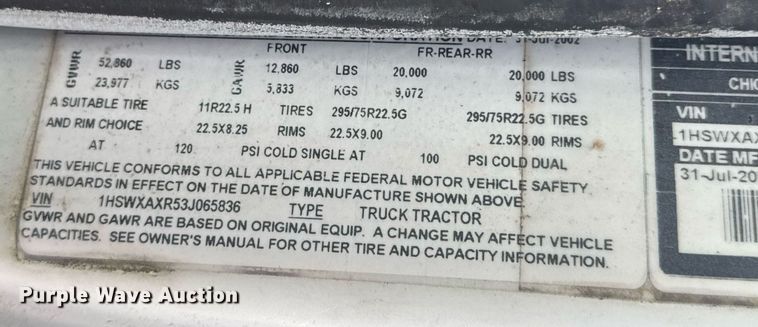 INCORPORATION DATE: 31-Jul-2002
FRONT FR-REAR-RR
GVWR 52,860 LBS GAWR 12,860 LBS 20,000 20,000 LBS
23,977 KGS 5,833 KGS 9,072 9,072 KGS
A SUITABLE TIRE 11R22.5 H TIRES 295/75R22.5G 295/75R22.5G TIRES
AND RIM CHOICE 22.5X8.25 RIMS 22.5X9.00 22.5X9.00 RIMS
AT 120 PSI COLD SINGLE AT 100 PSI COLD DUAL
THIS VEHICLE CONFORMS TO ALL APPLICABLE FEDERAL MOTOR VEHICLE SAFETY
STANDARDS IN EFFECT ON THE DATE OF MANUFACTURE SHOWN ABOVE.
VIN 1HSWXAXR53J065836 TYPE TRUCK TRACTOR
GVWR AND GAWR ARE BASED ON ORIGINAL EQUIP. A CHANGE MAY AFFECT VEHICLE
CAPACITIES. SEE OWNER'S MANUAL FOR OTHER TIRE AND CAPACITY INFORMATION.
INTERN
CHIC
VIN
1HSWXAX
DATE MF
31-Jul-20
Purple Wave Auction